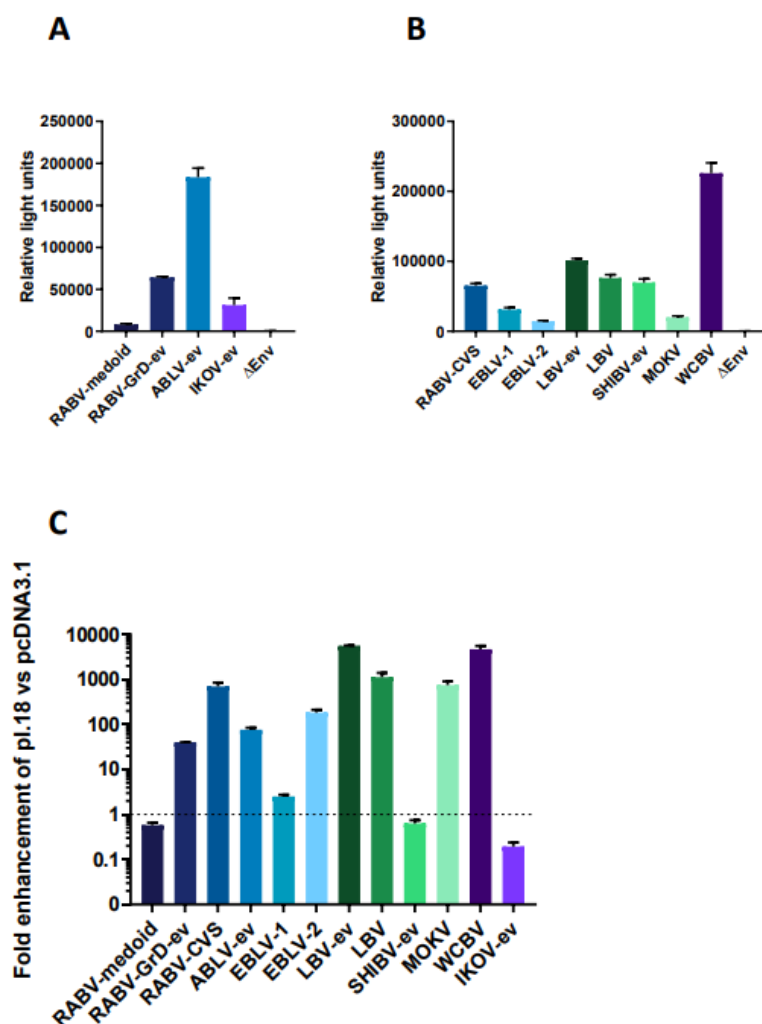 A
B
250000
200000
150000
100000
50000
0
Relative light units
RABV-medoid
RABV-GrD-ev
ABLV-ev
IKOV-ev
ΔEnv
300000
200000
100000
0
Relative light units
RABV-CVS
EBLV-1
EBLV-2
LBV-ev
LBV
SHIBV-ev
MOKV
WCBV
ΔEnv
C
Fold enhancement of pI.18 vs pcDNA3.1
10000
1000
100
10
1
0.1
0
RABV-medoid
RABV-GrD-ev
RABV-CVS
ABLV-ev
EBLV-1
EBLV-2
LBV-ev
LBV
SHIBV-ev
MOKV
WCBV
IKOV-ev